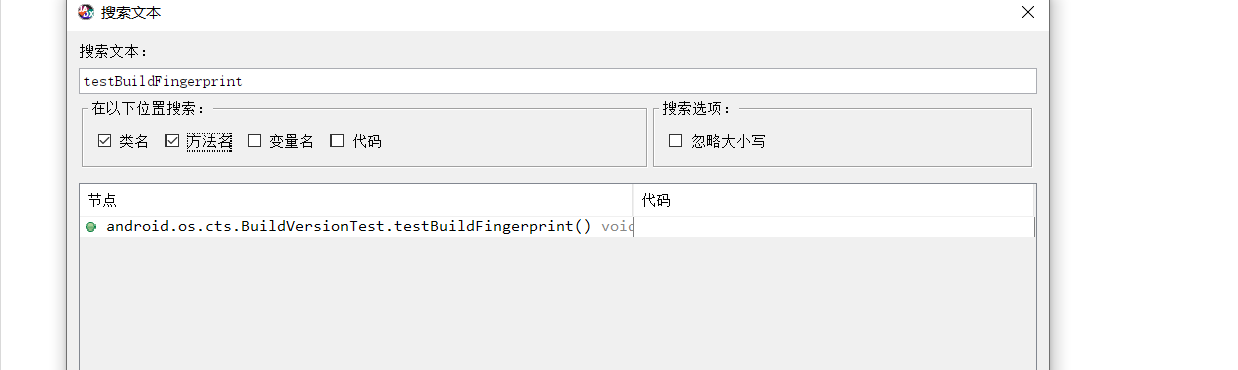 搜索文本
搜索文本：
testBuildFingerprint
在以下位置搜索：
搜索选项：
类名 方法名 变量名 代码
忽略大小写
节点 代码
android.os.cts.BuildVersionTest.testBuildFingerprint() void